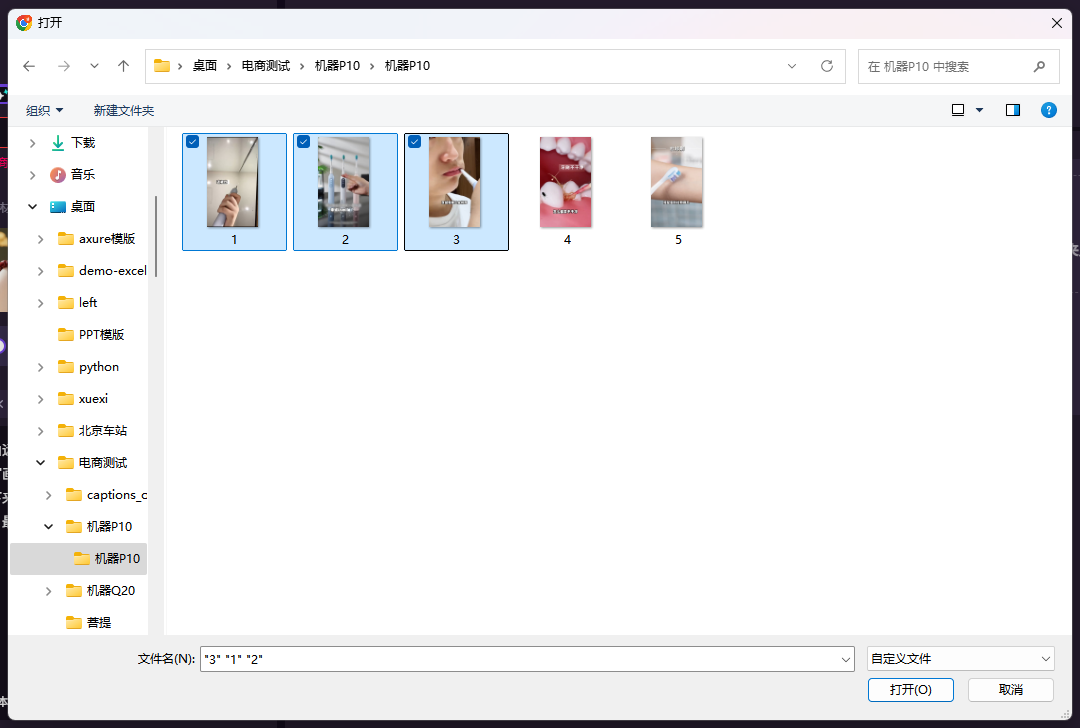 打开
桌面 电商测试 机器P10 机器P10
在 机器P10 中搜索
组织 新建文件夹
下载
音乐
桌面
axure模版
demo-excel
left
PPT模版
python
xuexi
北京车站
电商测试
captions_c
机器P10
机器P10
机器Q20
菩提
1 2 3 4 5
文件名(N): "3" "1" "2"
自定义文件
打开(O) 取消